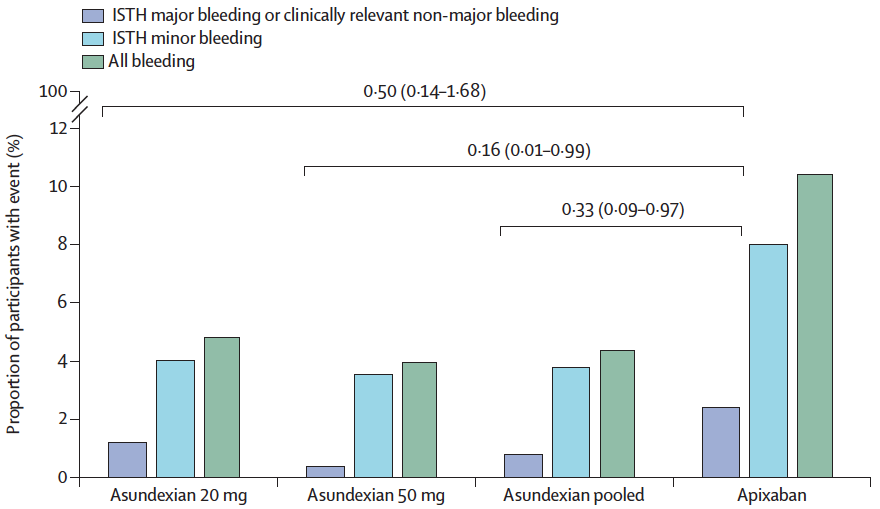 ISTH major bleeding or clinically relevant non-major bleeding
ISTH minor bleeding
All bleeding
Proportion of participants with event (%)
100
12
10
8
6
4
2
0
0·50 (0·14–1·68)
0·16 (0·01–0·99)
0·33 (0·09–0·97)
Asundexian 20 mg
Asundexian 50 mg
Asundexian pooled
Apixaban